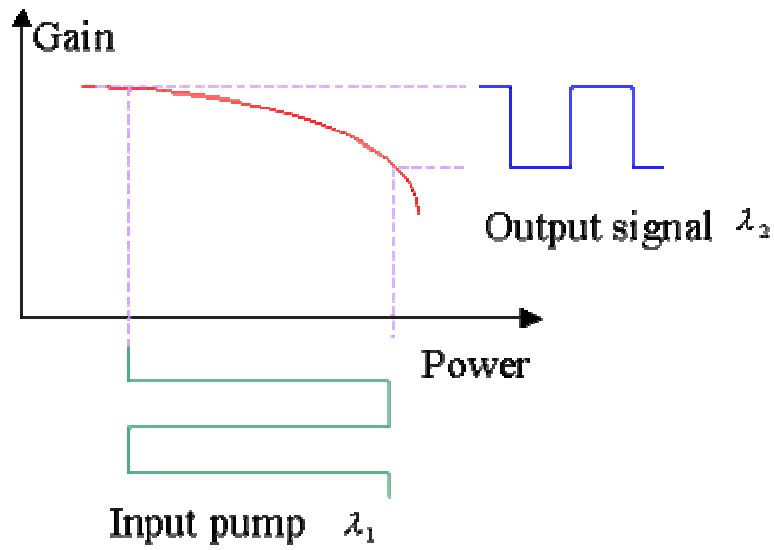 Gain
Output signal λ₂
Power
Input pump λ₁